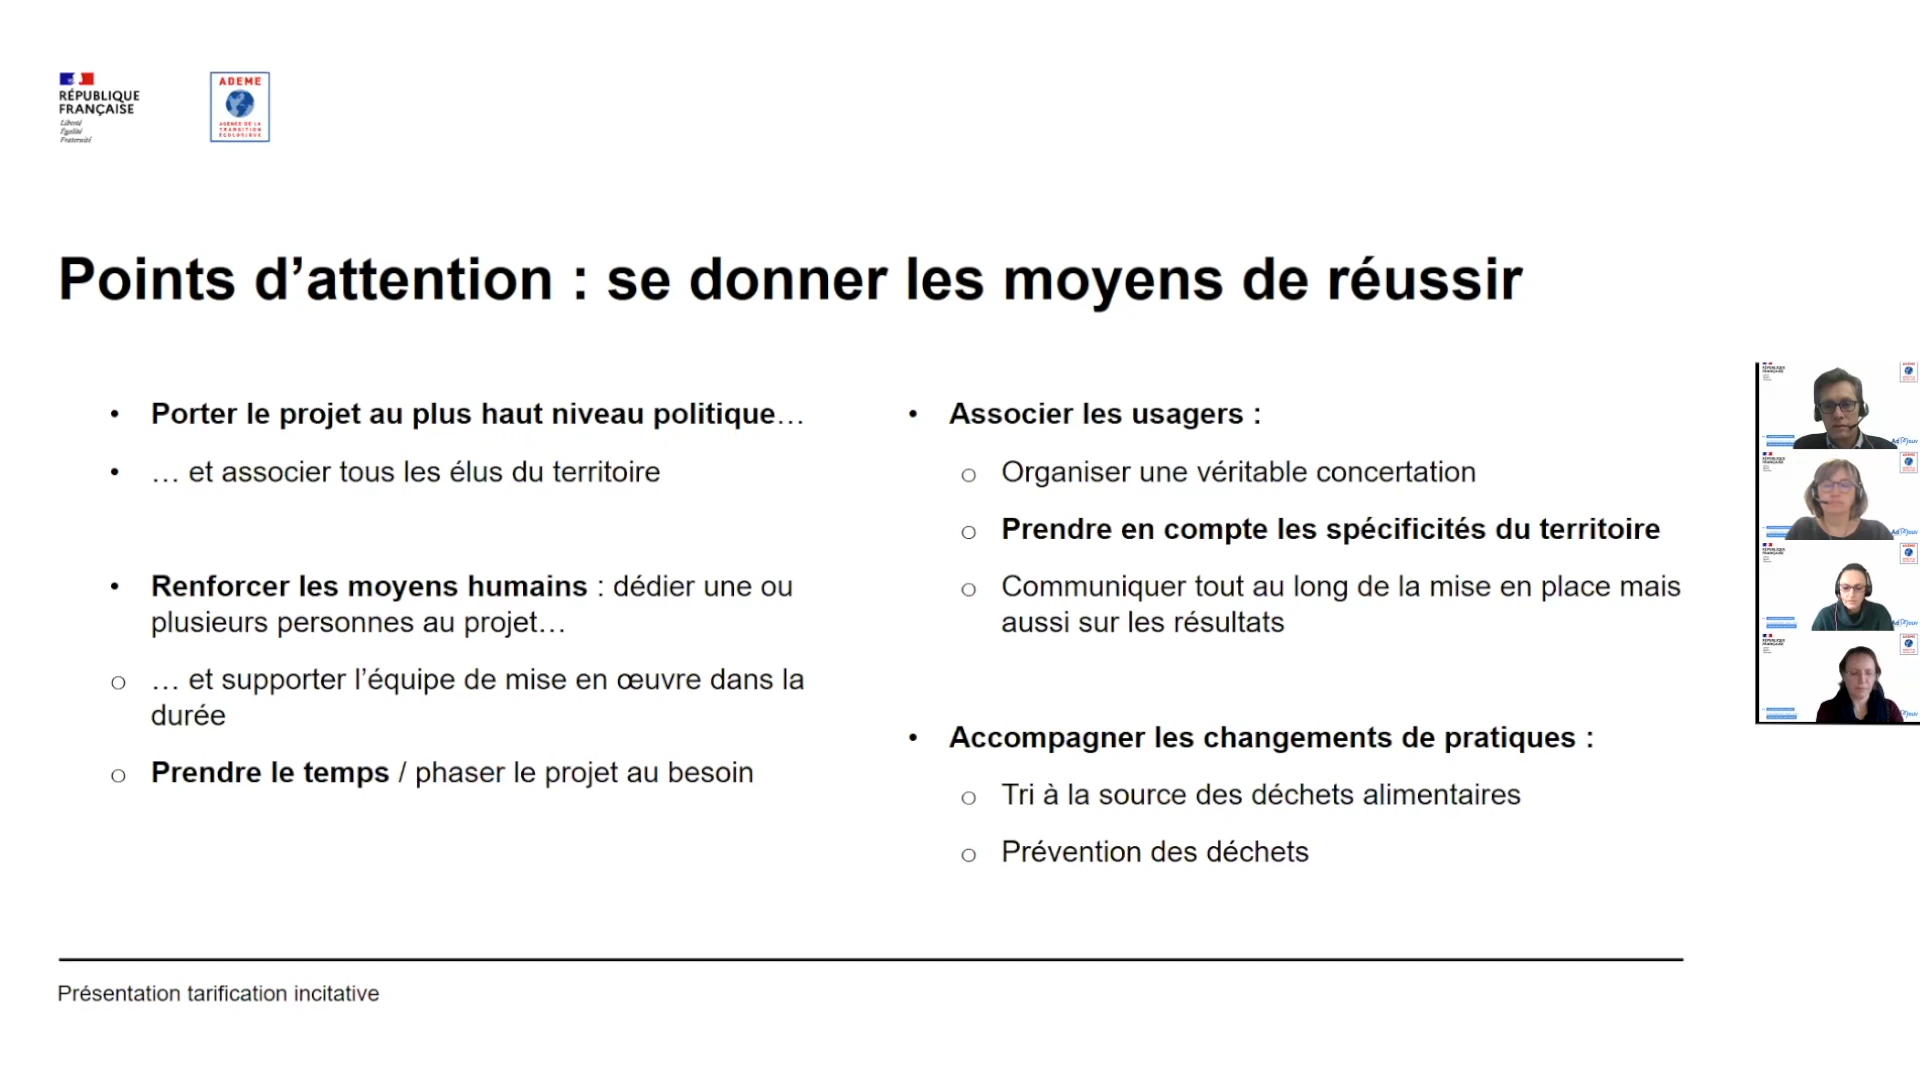 RÉPUBLIQUE
FRANÇAISE
Liberté
Égalité
Fraternité
ADEME
AGENCE DE LA
TRANSITION
ÉCOLOGIQUE
Points d’attention : se donner les moyens de réussir
• Porter le projet au plus haut niveau politique…
• … et associer tous les élus du territoire
• Renforcer les moyens humains : dédier une ou
plusieurs personnes au projet…
o … et supporter l’équipe de mise en œuvre dans la
durée
o Prendre le temps / phaser le projet au besoin
• Associer les usagers :
o Organiser une véritable concertation
o Prendre en compte les spécificités du territoire
o Communiquer tout au long de la mise en place mais
aussi sur les résultats
• Accompagner les changements de pratiques :
o Tri à la source des déchets alimentaires
o Prévention des déchets
Présentation tarification incitative